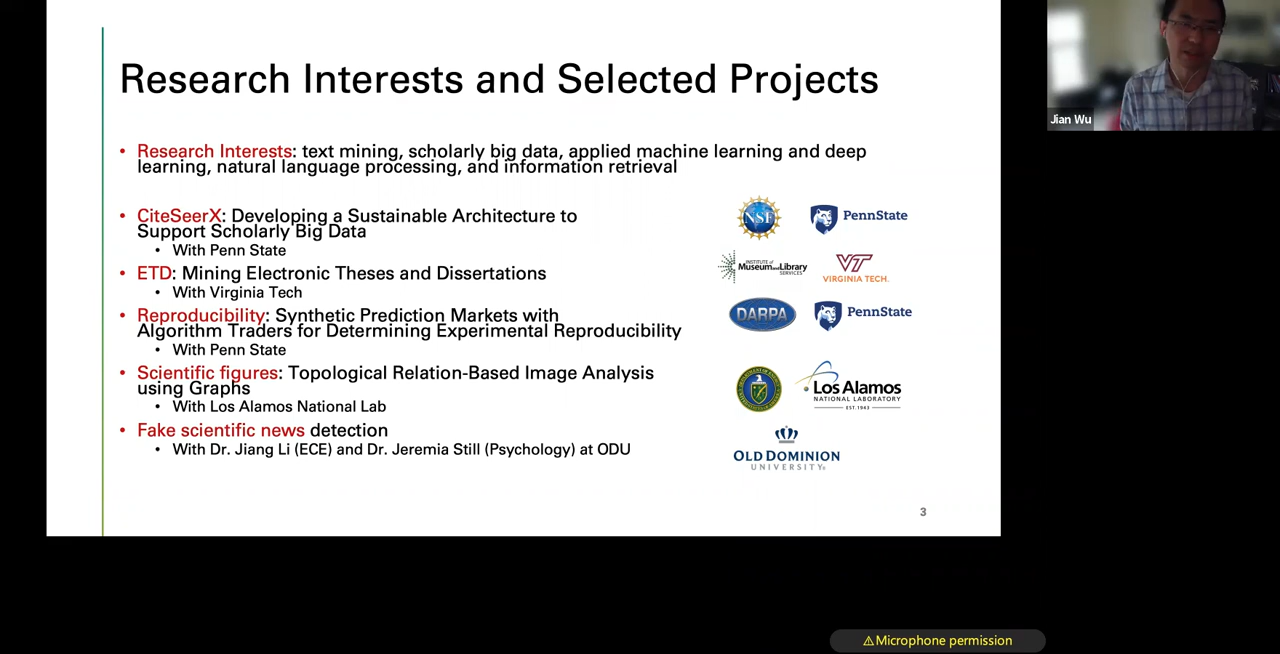 Research Interests and Selected Projects
• Research Interests: text mining, scholarly big data, applied machine learning and deep
learning, natural language processing, and information retrieval
• CiteSeerX: Developing a Sustainable Architecture to
Support Scholarly Big Data
• With Penn State
NSF
PennState
• ETD: Mining Electronic Theses and Dissertations
• With Virginia Tech
INSTITUTE of
Museum and Library
SERVICES
VT
VIRGINIA TECH.
• Reproducibility: Synthetic Prediction Markets with
Algorithm Traders for Determining Experimental Reproducibility
• With Penn State
DARPA
PennState
• Scientific figures: Topological Relation-Based Image Analysis
using Graphs
• With Los Alamos National Lab
Los Alamos
NATIONAL LABORATORY
EST. 1943
• Fake scientific news detection
• With Dr. Jiang Li (ECE) and Dr. Jeremia Still (Psychology) at ODU
OLD DOMINION
UNIVERSITY®
3
Jian Wu
⚠Microphone permission